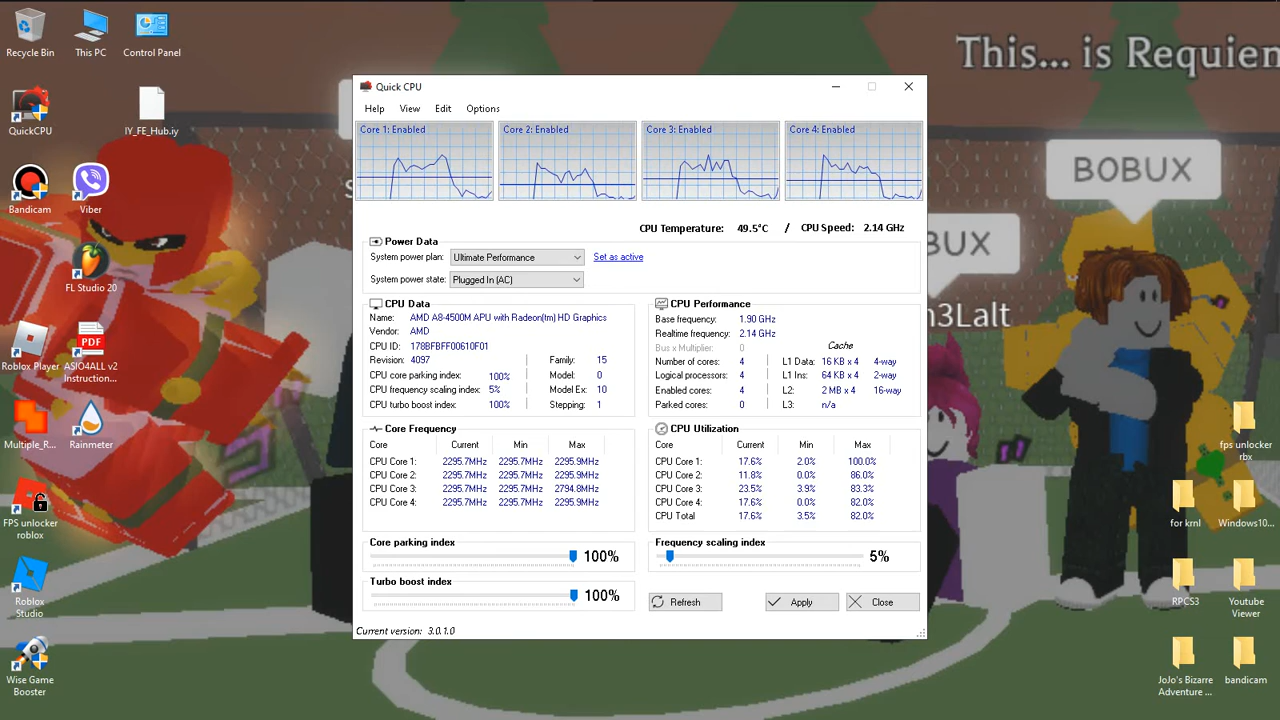 Recycle Bin
This PC
Control Panel
QuickCPU
IY_FE_Hub.iy
Bandicam
Viber
FL Studio 20
Roblox Player
PDF
ASIO4ALL v2
Instruction...
Multiple_R...
Rainmeter
FPS unlocker
roblox
Roblox
Studio
Wise Game
Booster
This... is Requien
BOBUX
BUX
n3Lalt
fps unlocker
rbx
for krnl
Windows10...
RPCS3
Youtube
Viewer
JoJo's Bizarre
Adventure ...
bandicam
Quick CPU
Help View Edit Options
Core 1: Enabled
Core 2: Enabled
Core 3: Enabled
Core 4: Enabled
CPU Temperature: 49.5°C / CPU Speed: 2.14 GHz
Power Data
System power plan: Ultimate Performance Set as active
System power state: Plugged In (AC)
CPU Data
Name: AMD A8-4500M APU with Radeon(tm) HD Graphics
Vendor: AMD
CPU ID: 178BFBFF00610F01
Revision: 4097 Family: 15
CPU core parking index: 100% Model: 0
CPU frequency scaling index: 5% Model Ex: 10
CPU turbo boost index: 100% Stepping: 1
CPU Performance
Base frequency: 1.90 GHz
Realtime frequency: 2.14 GHz
Bus x Multiplier: 0 Cache
Number of cores: 4 L1 Data: 16 KB x 4 4-way
Logical processors: 4 L1 Ins: 64 KB x 4 2-way
Enabled cores: 4 L2: 2 MB x 4 16-way
Parked cores: 0 L3: n/a
Core Frequency
Core Current Min Max
CPU Core 1: 2295.7MHz 2295.7MHz 2295.9MHz
CPU Core 2: 2295.7MHz 2295.7MHz 2295.9MHz
CPU Core 3: 2295.7MHz 2295.7MHz 2794.8MHz
CPU Core 4: 2295.7MHz 2295.7MHz 2295.9MHz
CPU Utilization
Core Current Min Max
CPU Core 1: 17.6% 2.0% 100.0%
CPU Core 2: 11.8% 0.0% 86.0%
CPU Core 3: 23.5% 3.9% 83.3%
CPU Core 4: 17.6% 0.0% 82.0%
CPU Total 17.6% 3.5% 82.0%
Core parking index
100%
Frequency scaling index
5%
Turbo boost index
100%
Refresh
Apply
Close
Current version: 3.0.1.0